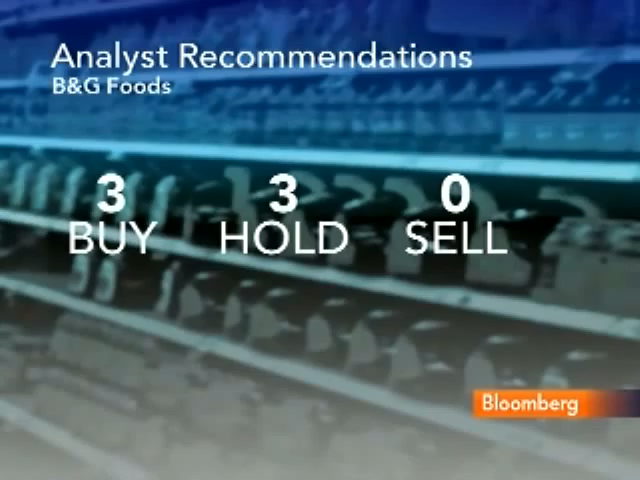 Analyst Recommendations
B&G Foods
3 3 0
BUY HOLD SELL
Bloomberg